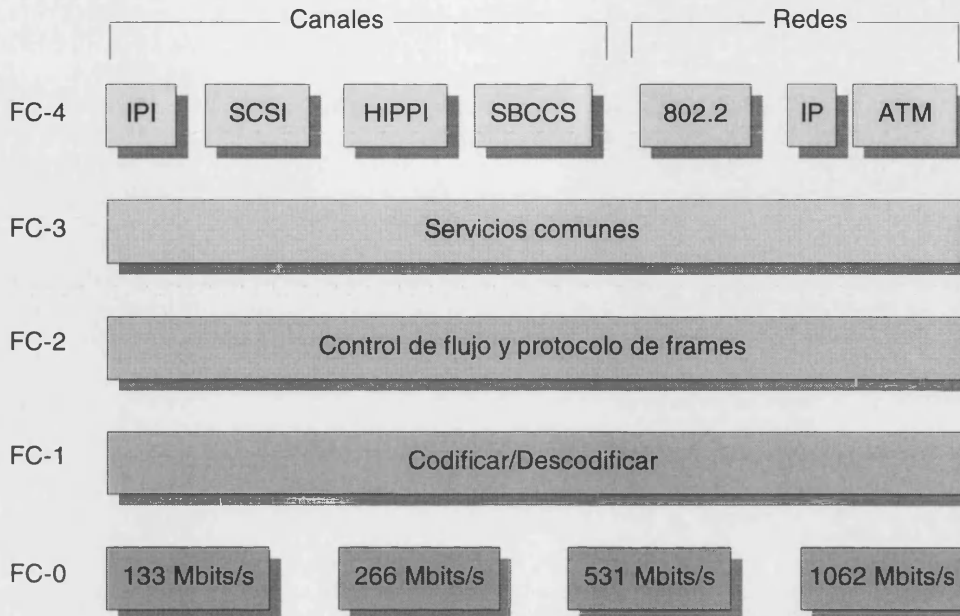 Canales Redes
FC-4 IPI SCSI HIPPI SBCCS 802.2 IP ATM
FC-3 Servicios comunes
FC-2 Control de flujo y protocolo de frames
FC-1 Codificar/Descodificar
FC-0 133 Mbits/s 266 Mbits/s 531 Mbits/s 1062 Mbits/s